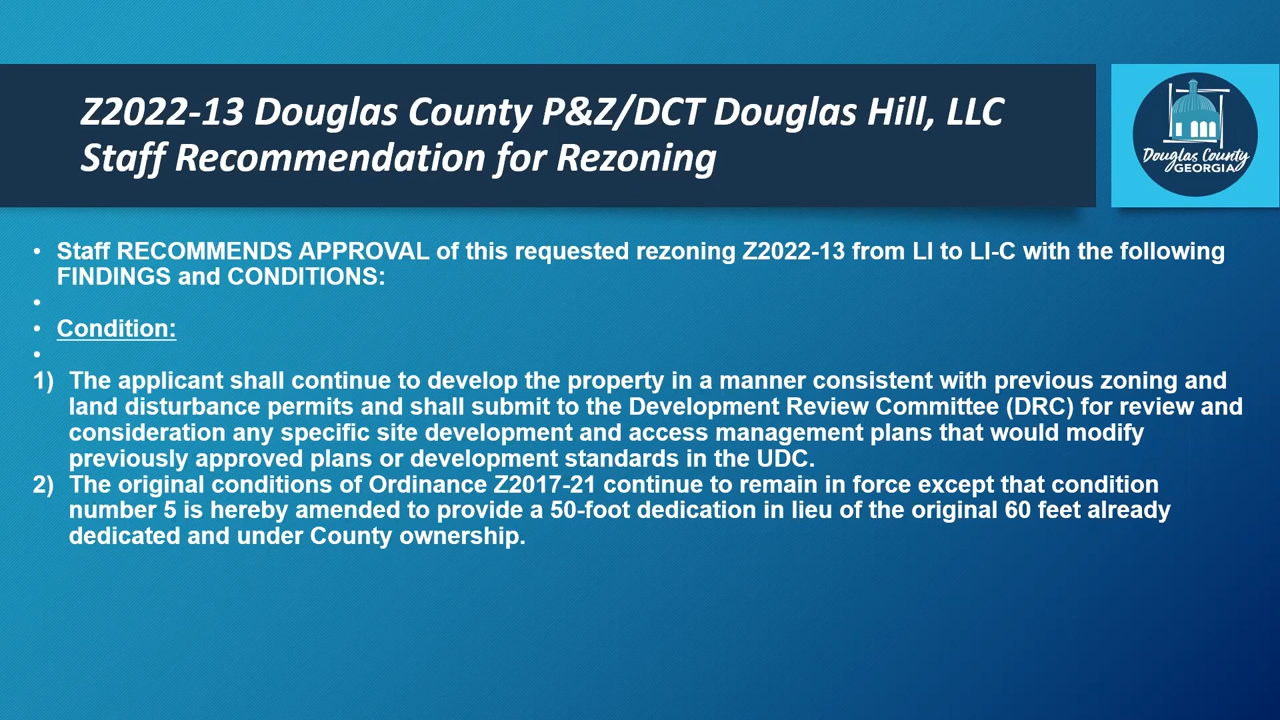 Z2022-13 Douglas County P&Z/DCT Douglas Hill, LLC
Staff Recommendation for Rezoning
Douglas County
GEORGIA
• Staff RECOMMENDS APPROVAL of this requested rezoning Z2022-13 from LI to LI-C with the following
FINDINGS and CONDITIONS:
•
• Condition:
•
1) The applicant shall continue to develop the property in a manner consistent with previous zoning and
land disturbance permits and shall submit to the Development Review Committee (DRC) for review and
consideration any specific site development and access management plans that would modify
previously approved plans or development standards in the UDC.
2) The original conditions of Ordinance Z2017-21 continue to remain in force except that condition
number 5 is hereby amended to provide a 50-foot dedication in lieu of the original 60 feet already
dedicated and under County ownership.